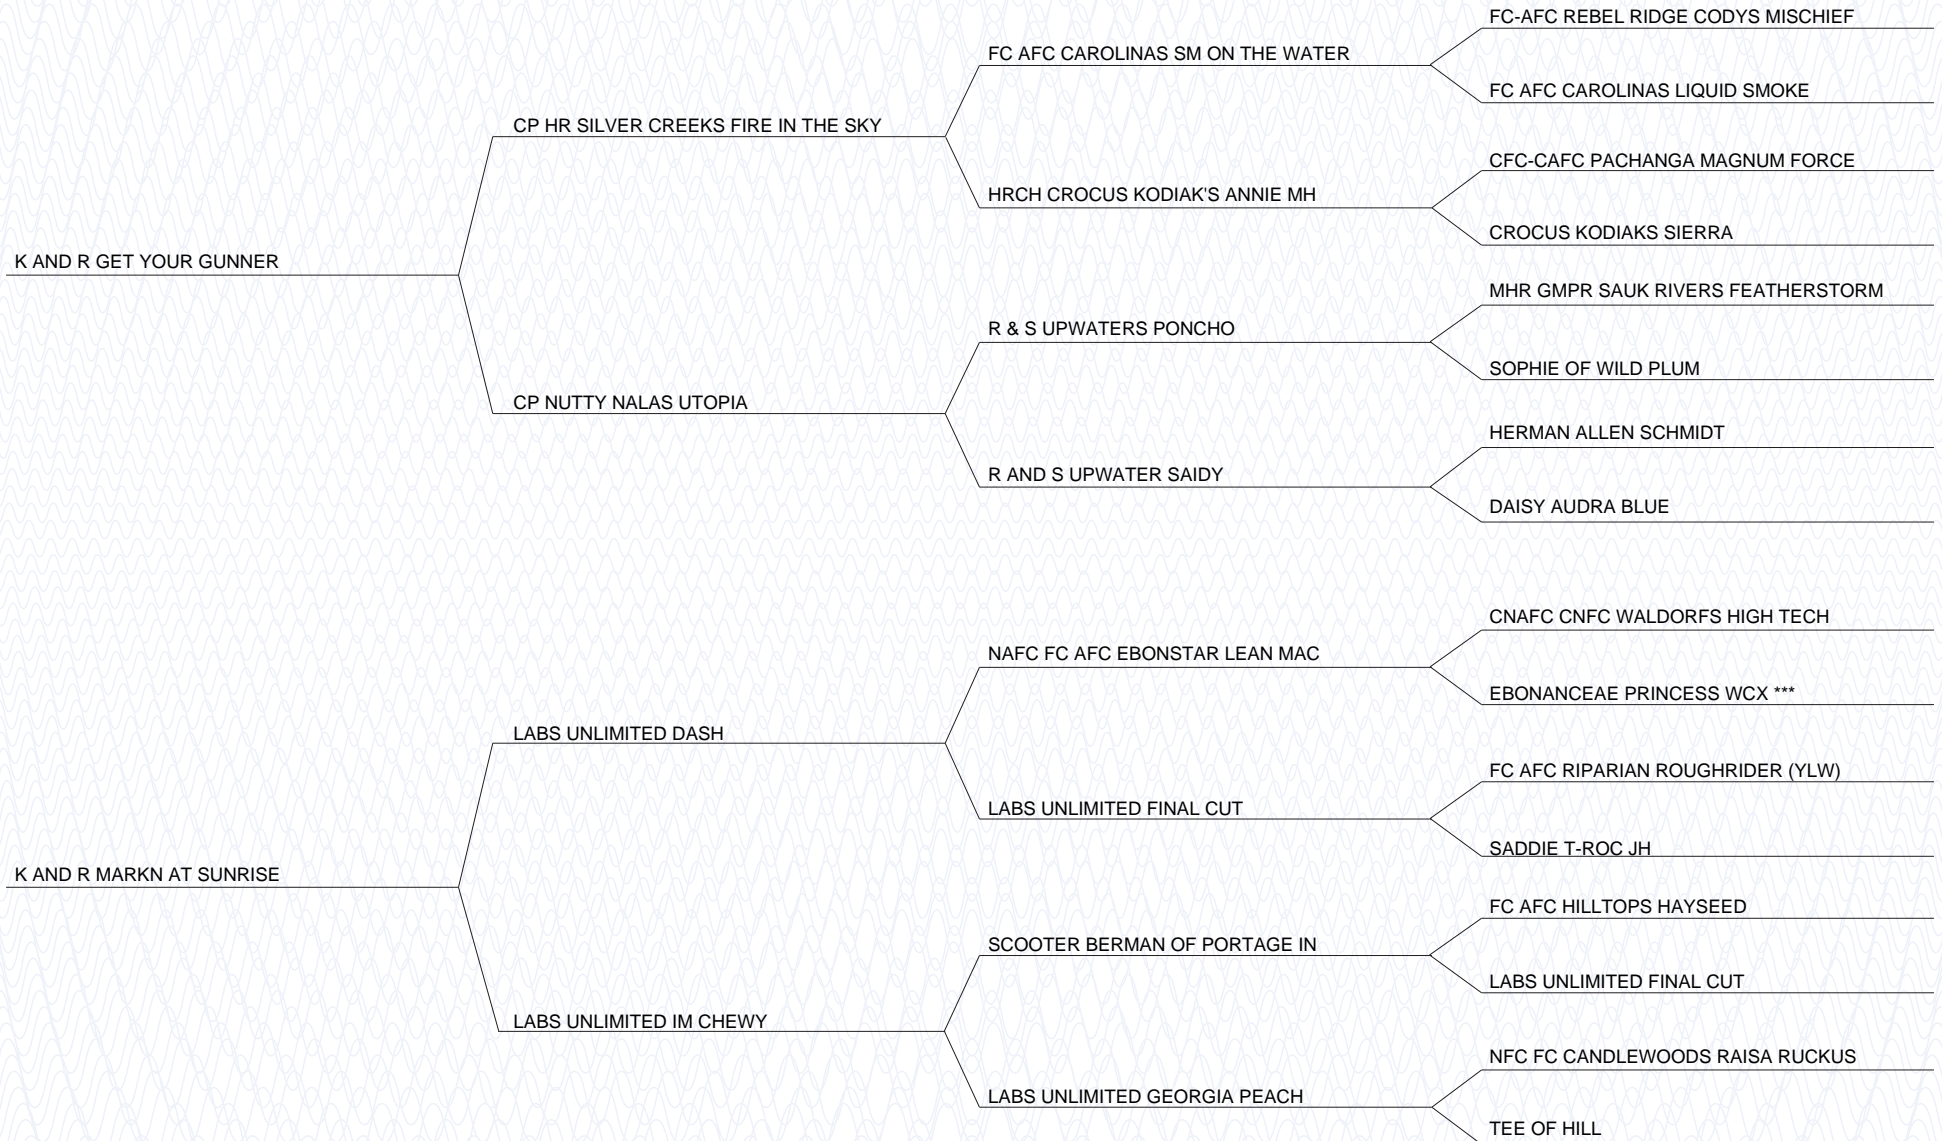 FC-AFC REBEL RIDGE CODYS MISCHIEF
FC AFC CAROLINAS SM ON THE WATER
FC AFC CAROLINAS LIQUID SMOKE
CP HR SILVER CREEKS FIRE IN THE SKY
CFC-CAFC PACHANGA MAGNUM FORCE
HRCH CROCUS KODIAK'S ANNIE MH
CROCUS KODIAKS SIERRA
K AND R GET YOUR GUNNER
MHR GMPR SAUK RIVERS FEATHERSTORM
R & S UPWATERS PONCHO
SOPHIE OF WILD PLUM
CP NUTTY NALAS UTOPIA
HERMAN ALLEN SCHMIDT
R AND S UPWATER SAIDY
DAISY AUDRA BLUE
CNAFC CNFC WALDORFS HIGH TECH
NAFC FC AFC EBONSTAR LEAN MAC
EBONANCEAE PRINCESS WCX ***
LABS UNLIMITED DASH
FC AFC RIPARIAN ROUGHRIDER (YLW)
LABS UNLIMITED FINAL CUT
SADDIE T-ROC JH
K AND R MARKN AT SUNRISE
FC AFC HILLTOPS HAYSEED
SCOOTER BERMAN OF PORTAGE IN
LABS UNLIMITED FINAL CUT
LABS UNLIMITED IM CHEWY
NFC FC CANDLEWOODS RAISA RUCKUS
LABS UNLIMITED GEORGIA PEACH
TEE OF HILL